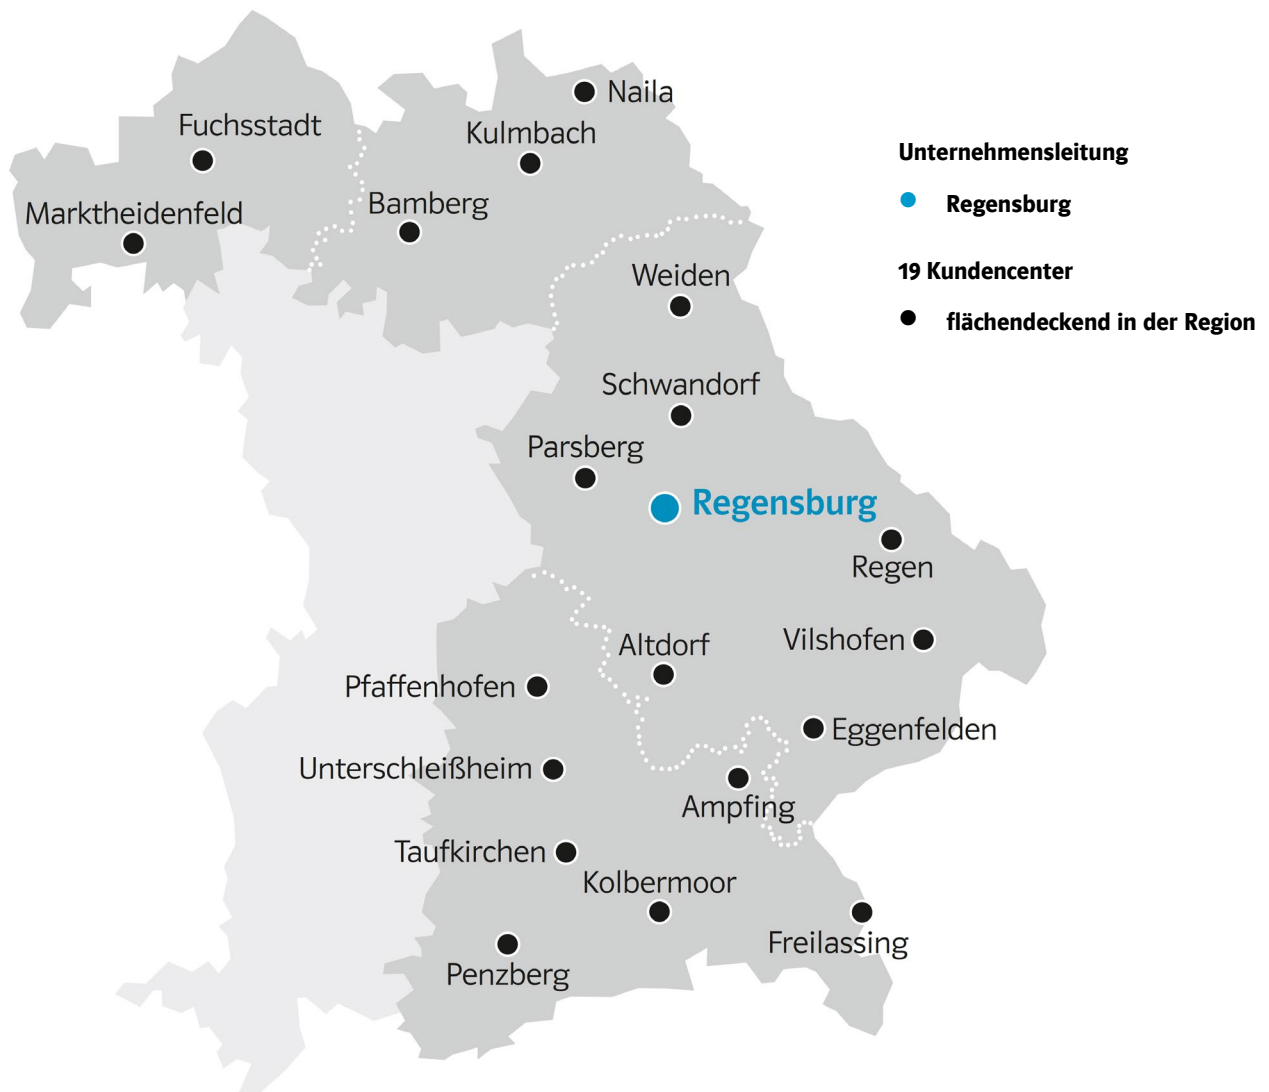 Naila
Fuchsstadt
Kulmbach
Marktheidenfeld
Bamberg
Weiden
Schwandorf
Parsberg
Regensburg
Regen
Vilshofen
Altdorf
Pfaffenhofen
Eggenfelden
Unterschleißheim
Ampfing
Taufkirchen
Kolbermoor
Freilassing
Penzberg
Unternehmensleitung
Regensburg
19 Kundencenter
flächendeckend in der Region